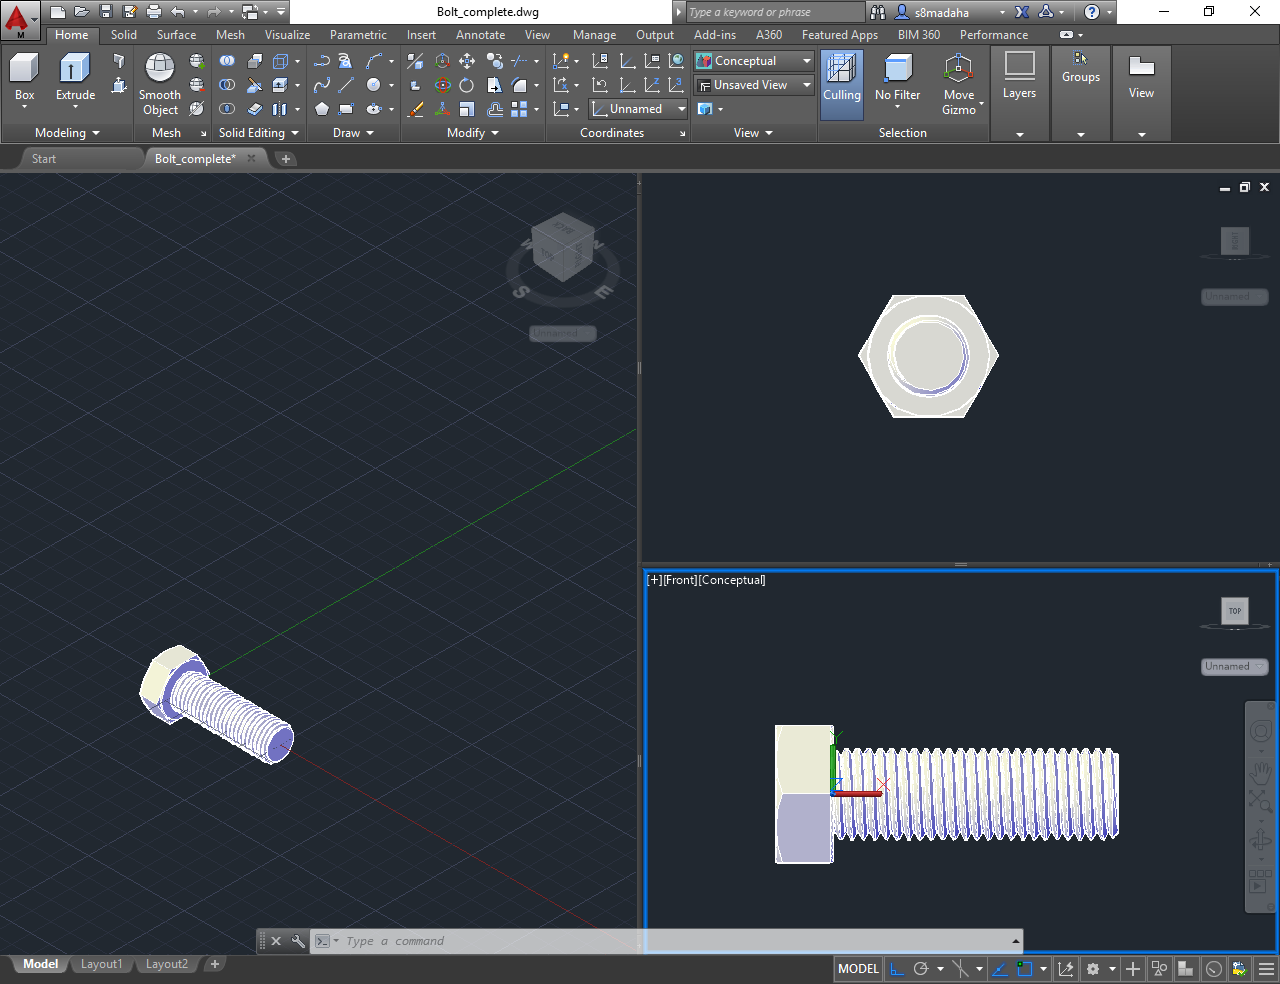 M
Bolt_complete.dwg
Type a keyword or phrase
s8madaha
Home Solid Surface Mesh Visualize Parametric Insert Annotate View Manage Output Add-ins A360 Featured Apps BIM 360 Performance
Box
Extrude
Smooth
Object
Conceptual
Unsaved View
Unnamed
Culling
No Filter
Move
Gizmo
Layers
Groups
View
Modeling
Mesh
Solid Editing
Draw
Modify
Coordinates
View
Selection
Start
Bolt_complete*
BACK
TOP
N
S
E
Unnamed
RIGHT
Unnamed
[+][Front][Conceptual]
TOP
Unnamed
Type a command
Model
Layout1
Layout2
MODEL